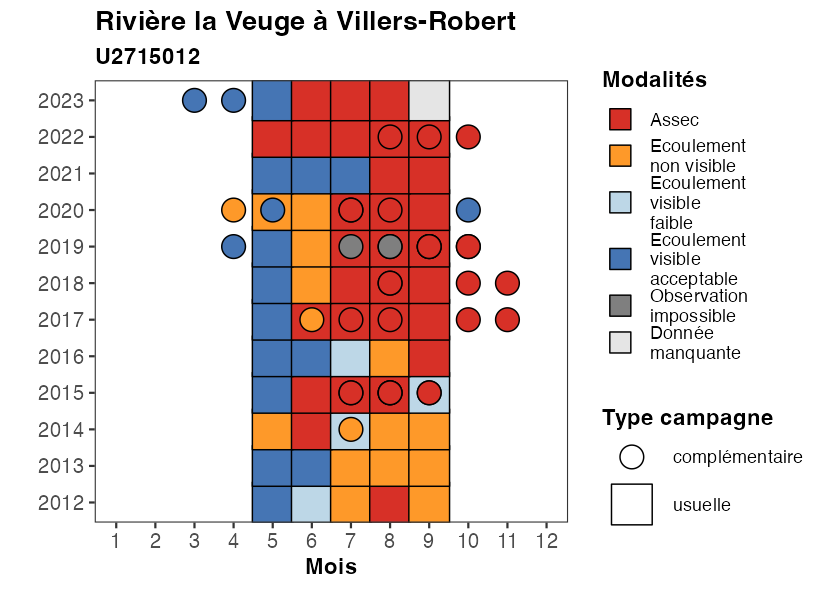 Rivière la Veuge à Villers-Robert
U2715012
2023
2022
2021
2020
2019
2018
2017
2016
2015
2014
2013
2012
1 2 3 4 5 6 7 8 9 10 11 12
Mois
Modalités
Assec
Ecoulement
non visible
Ecoulement
visible
faible
Ecoulement
visible
acceptable
Observation
impossible
Donnée
manquante
Type campagne
complémentaire
usuelle